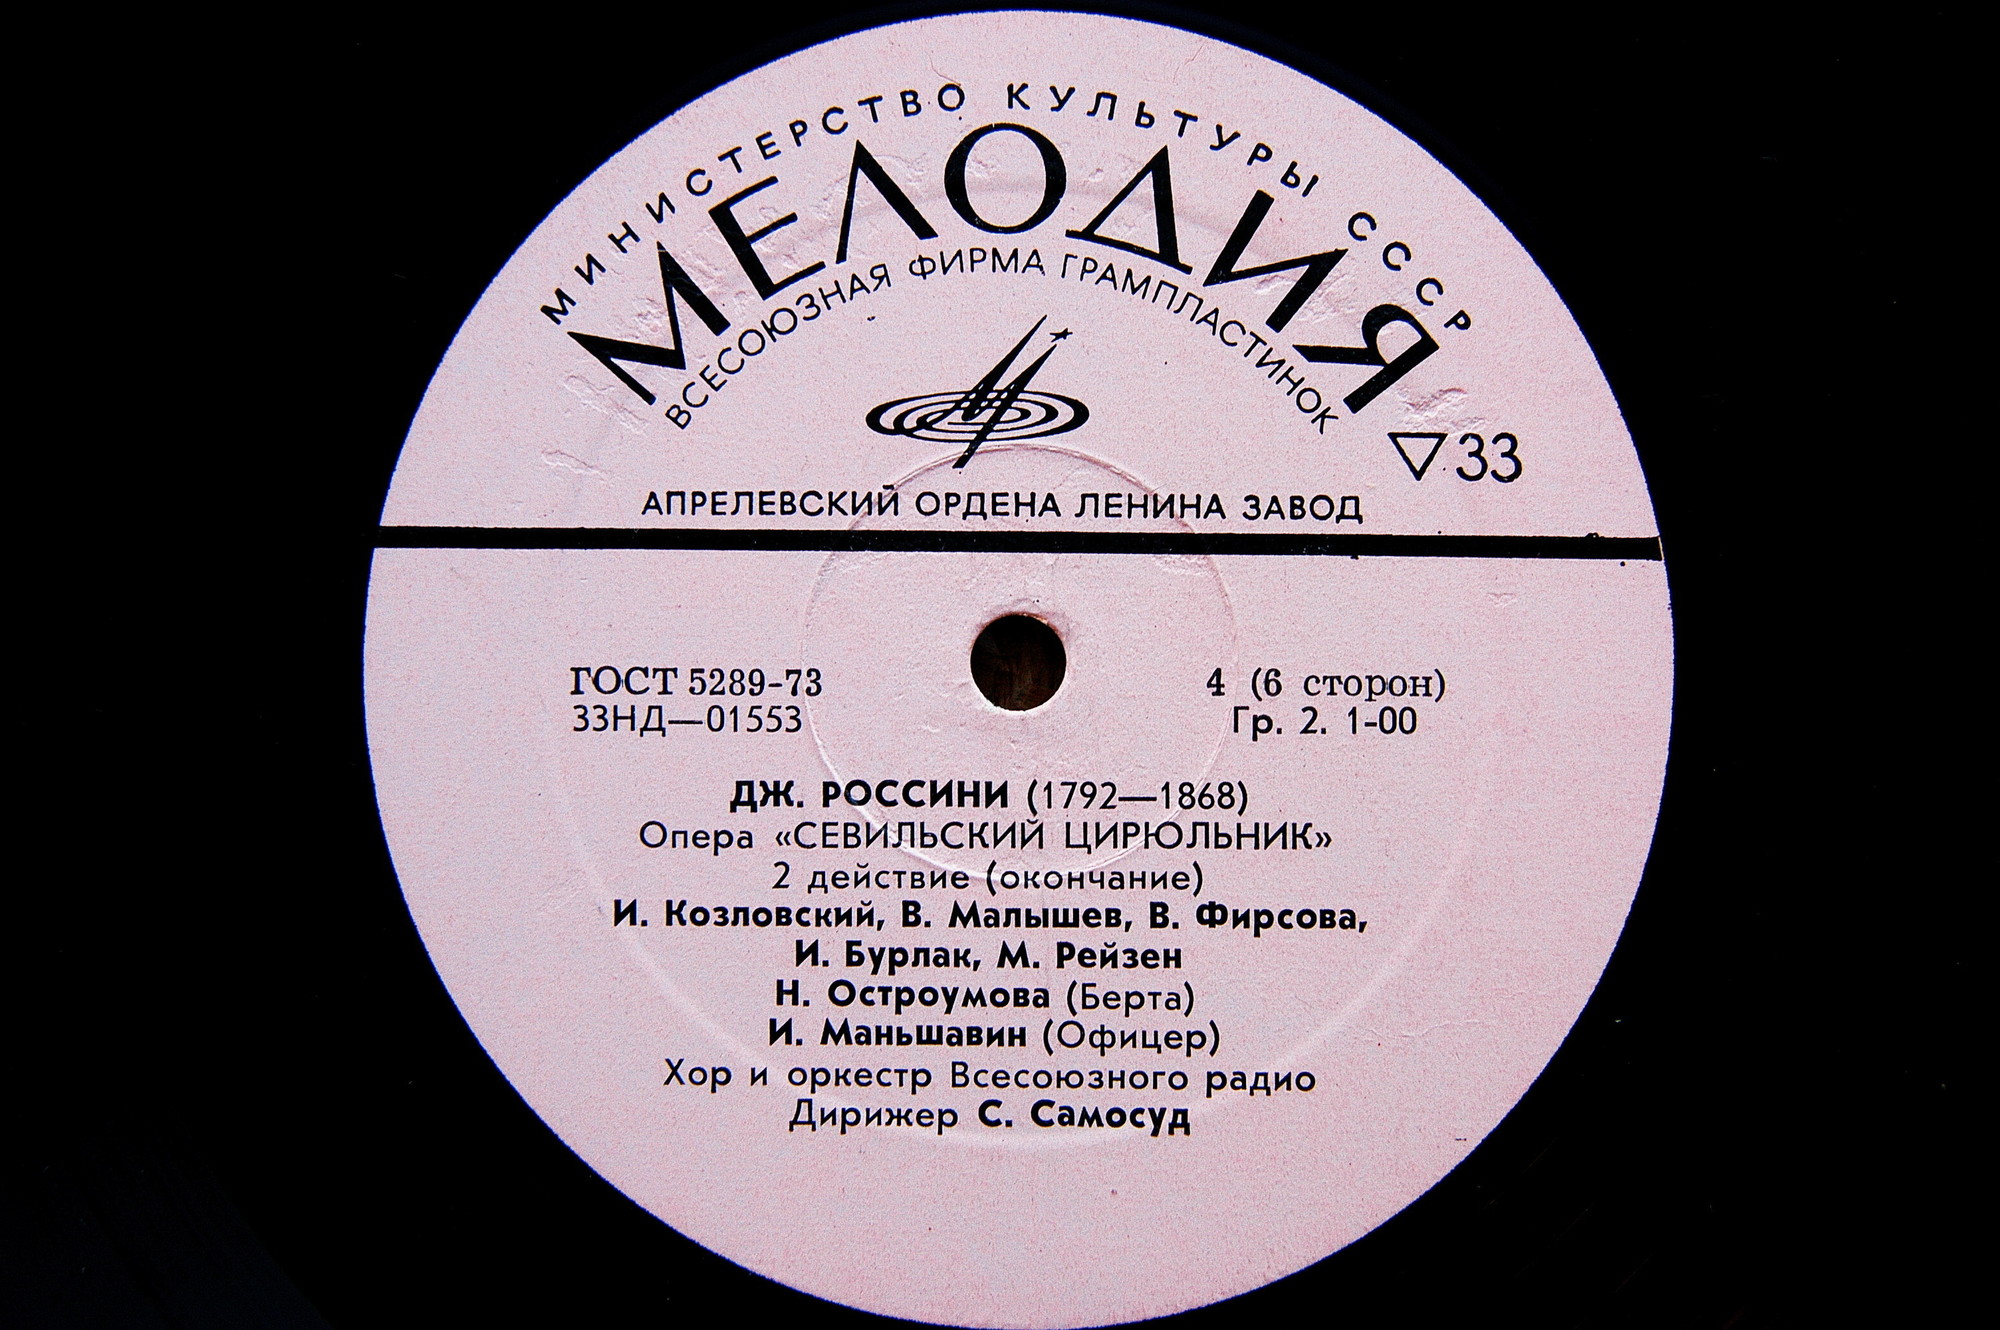 МИНИСТЕРСТВО КУЛЬТУРЫ СССР
МЕЛОДИЯ
ВСЕСОЮЗНАЯ ФИРМА ГРАМПЛАСТИНОК
33
АПРЕЛЕВСКИЙ ОРДЕНА ЛЕНИНА ЗАВОД
ГОСТ 5289-73
33НД—01553
4 (6 сторон)
Гр. 2. 1-00
ДЖ. РОССИНИ (1792—1868)
Опера «СЕВИЛЬСКИЙ ЦИРЮЛЬНИК»
2 действие (окончание)
И. Козловский, В. Малышев, В. Фирсова,
И. Бурлак, М. Рейзен
Н. Остроумова (Берта)
И. Маньшавин (Офицер)
Хор и оркестр Всесоюзного радио
Дирижер С. Самосуд